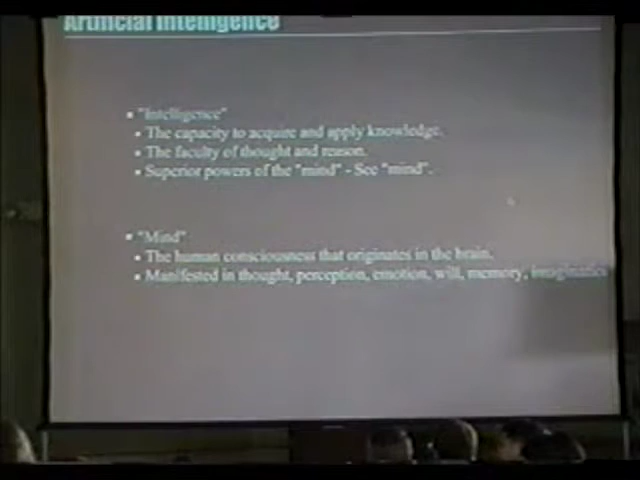 Artificial Intelligence
"Intelligence"
The capacity to acquire and apply knowledge.
The faculty of thought and reason.
Superior powers of the "mind" - See "mind".
"Mind"
The human consciousness that originates in the brain.
Manifested in thought, perception, emotion, will, memory,